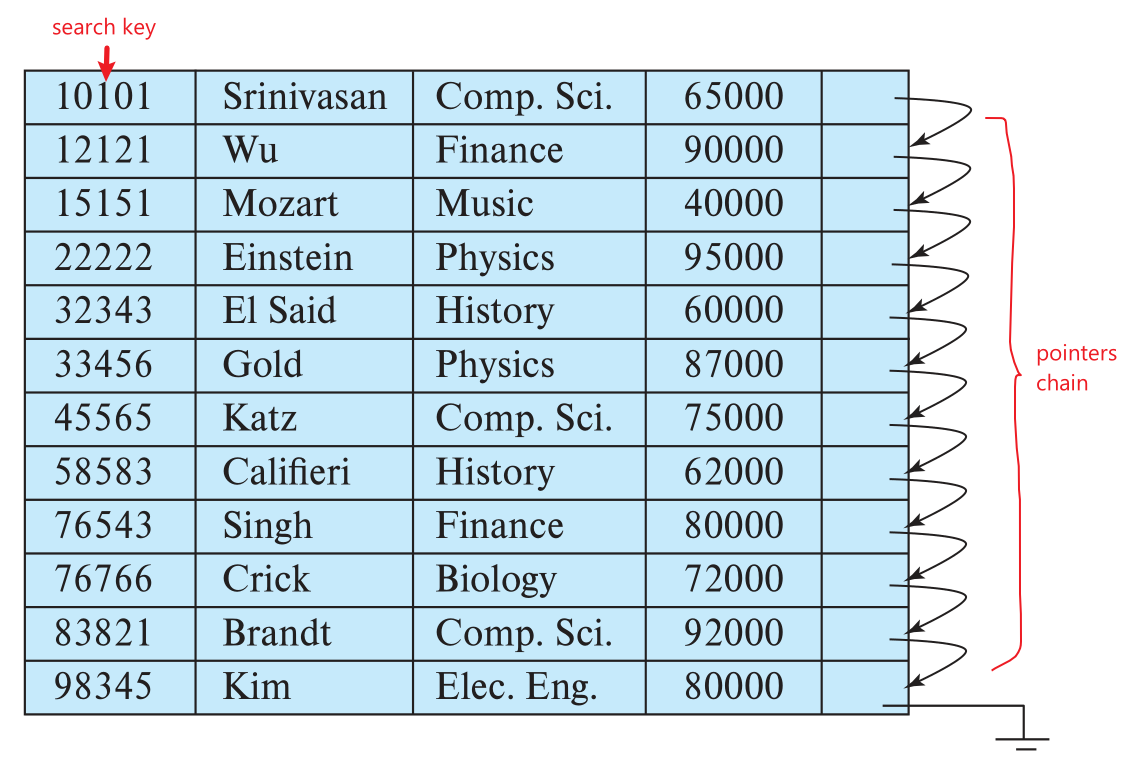 search key
10101 Srinivasan Comp. Sci. 65000
12121 Wu Finance 90000
15151 Mozart Music 40000
22222 Einstein Physics 95000
32343 El Said History 60000
33456 Gold Physics 87000
45565 Katz Comp. Sci. 75000
58583 Califieri History 62000
76543 Singh Finance 80000
76766 Crick Biology 72000
83821 Brandt Comp. Sci. 92000
98345 Kim Elec. Eng. 80000
pointers
chain